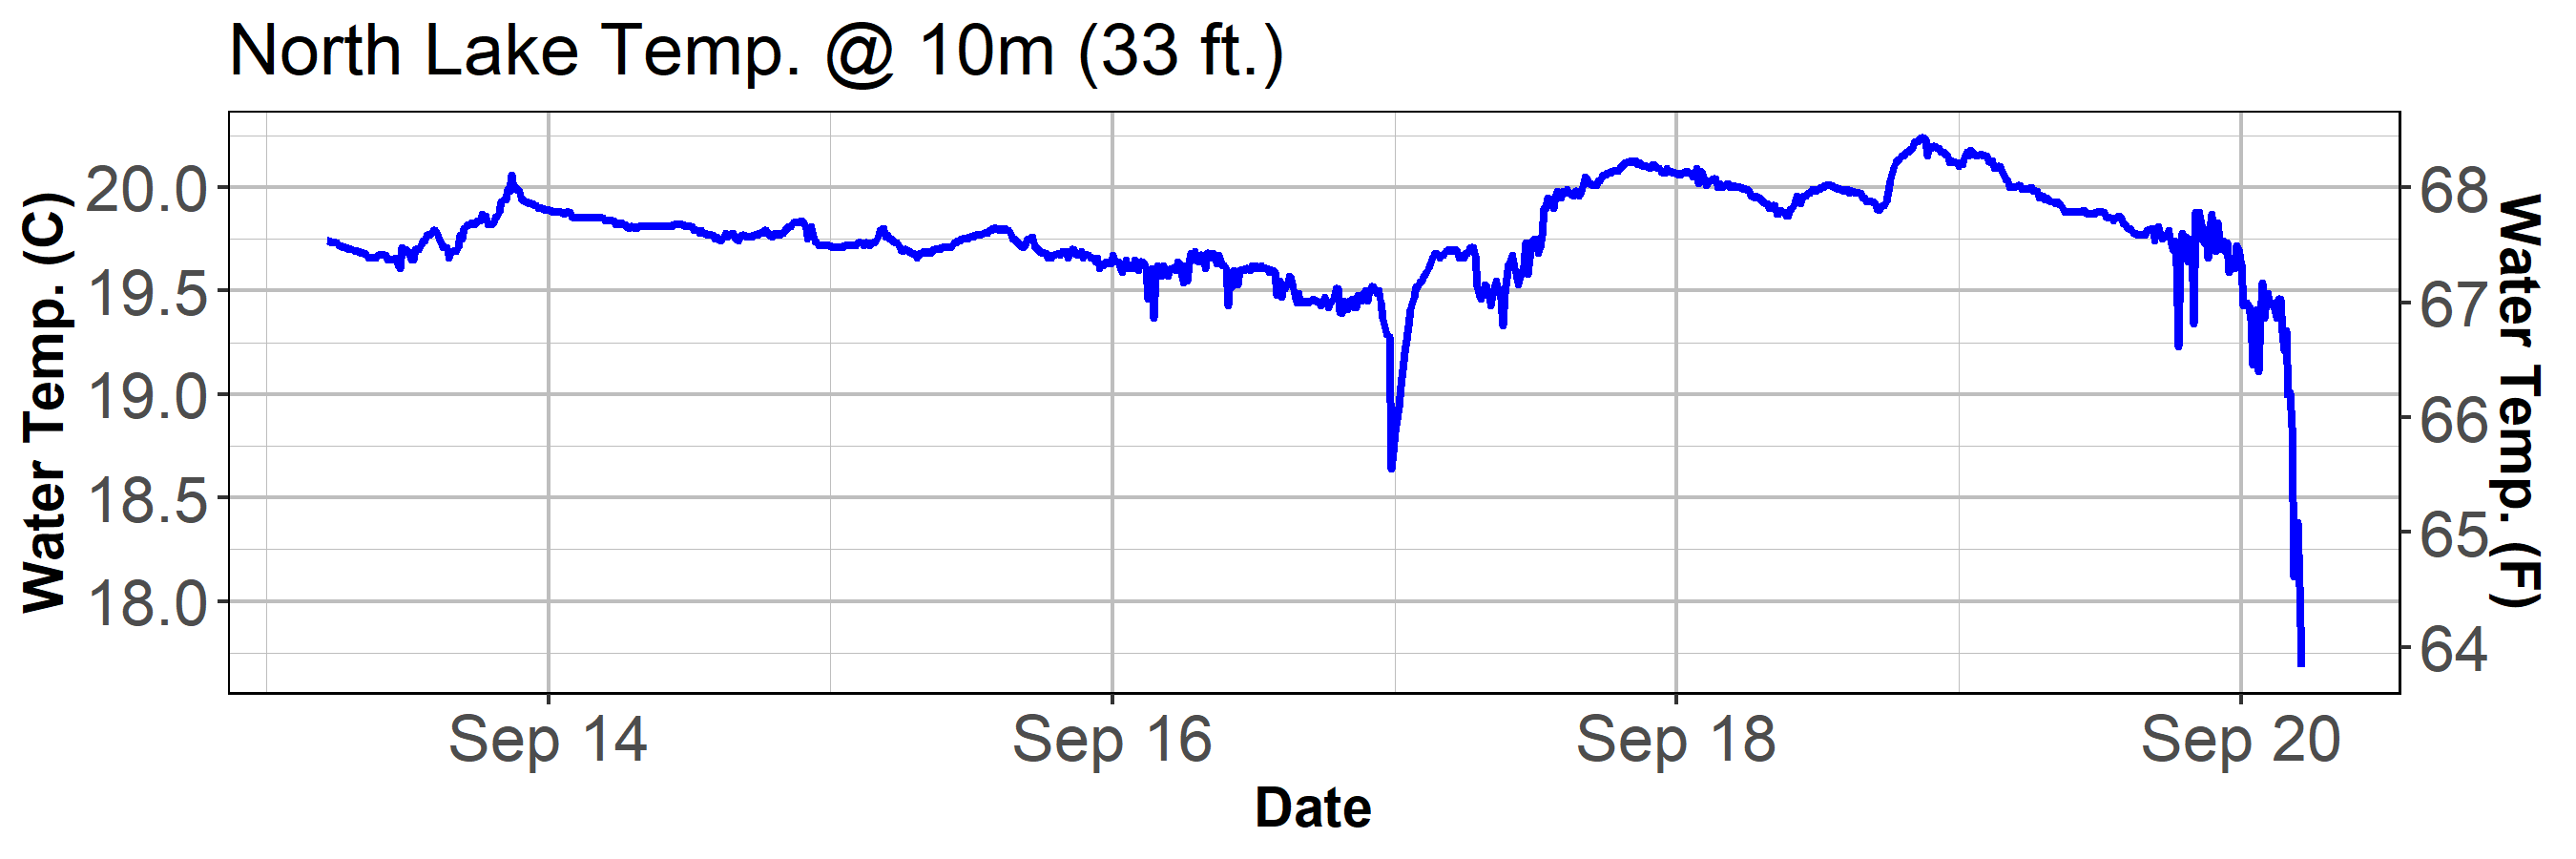 North Lake Temp. @ 10m (33 ft.)
Water Temp. (C)
20.0
19.5
19.0
18.5
18.0
68
67
66
65
64
Water Temp. (F)
Sep 14
Sep 16
Sep 18
Sep 20
Date